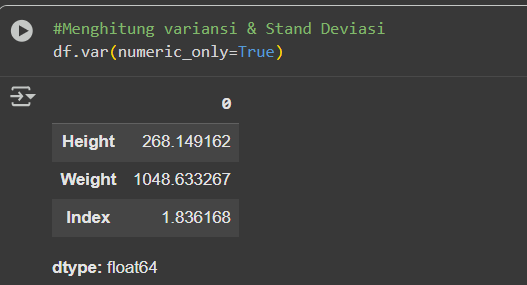 #Menghitung variansi & Stand Deviasi
df.var(numeric_only=True)
0
Height 268.149162
Weight 1048.633267
Index 1.836168
dtype: float64